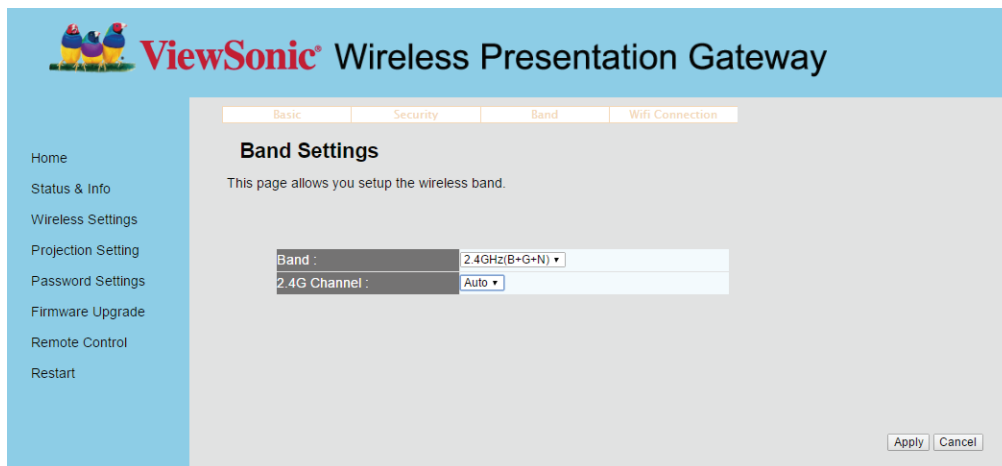 ViewSonic® Wireless Presentation Gateway
Basic Security Band Wifi Connection
Home
Status & Info
Wireless Settings
Projection Setting
Password Settings
Firmware Upgrade
Remote Control
Restart
Band Settings
This page allows you setup the wireless band.
Band : 2.4GHz(B+G+N)
2.4G Channel : Auto
Apply Cancel